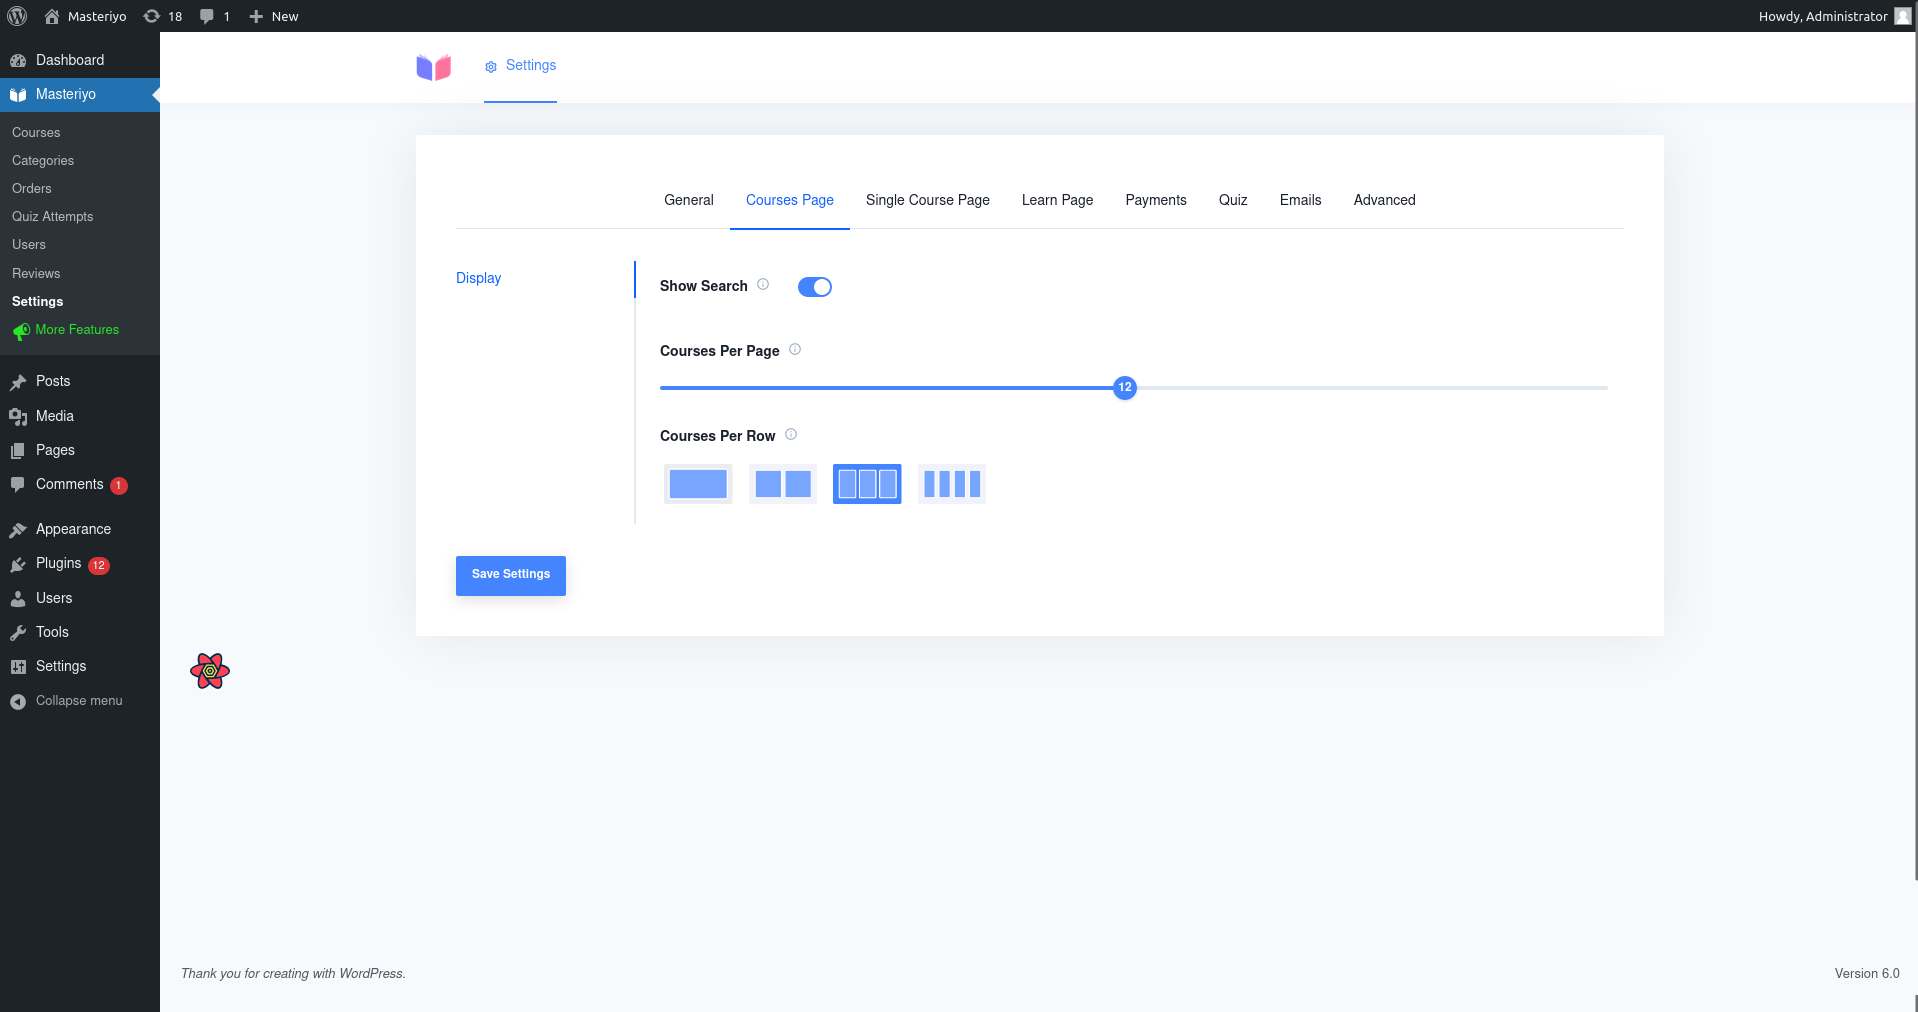 Masteriyo 18 1 New Howdy, Administrator
Dashboard
Masteriyo
Courses
Categories
Orders
Quiz Attempts
Users
Reviews
Settings
More Features
Posts
Media
Pages
Comments 1
Appearance
Plugins 12
Users
Tools
Settings
Collapse menu
Settings
General Courses Page Single Course Page Learn Page Payments Quiz Emails Advanced
Display
Show Search
Courses Per Page
12
Courses Per Row
Save Settings
Thank you for creating with WordPress. Version 6.0